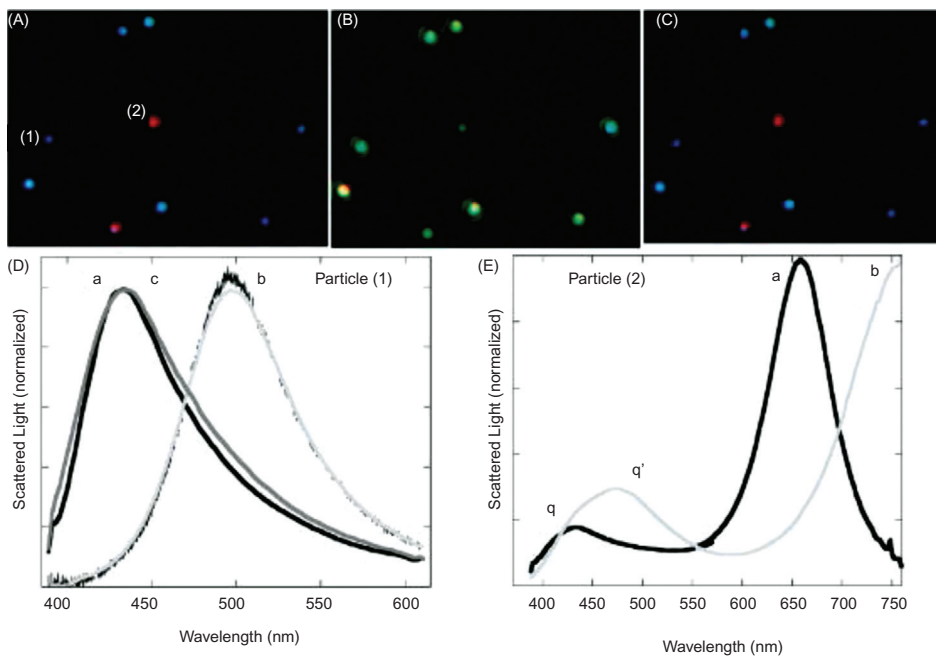 (A)
(B)
(C)
(1)
(2)
(D)
a c b Particle (1)
Scattered Light (normalized)
400 450 500 550 600
Wavelength (nm)
(E)
Particle (2) a b
q q'
Scattered Light (normalized)
400 450 500 550 600 650 700 750
Wavelength (nm)